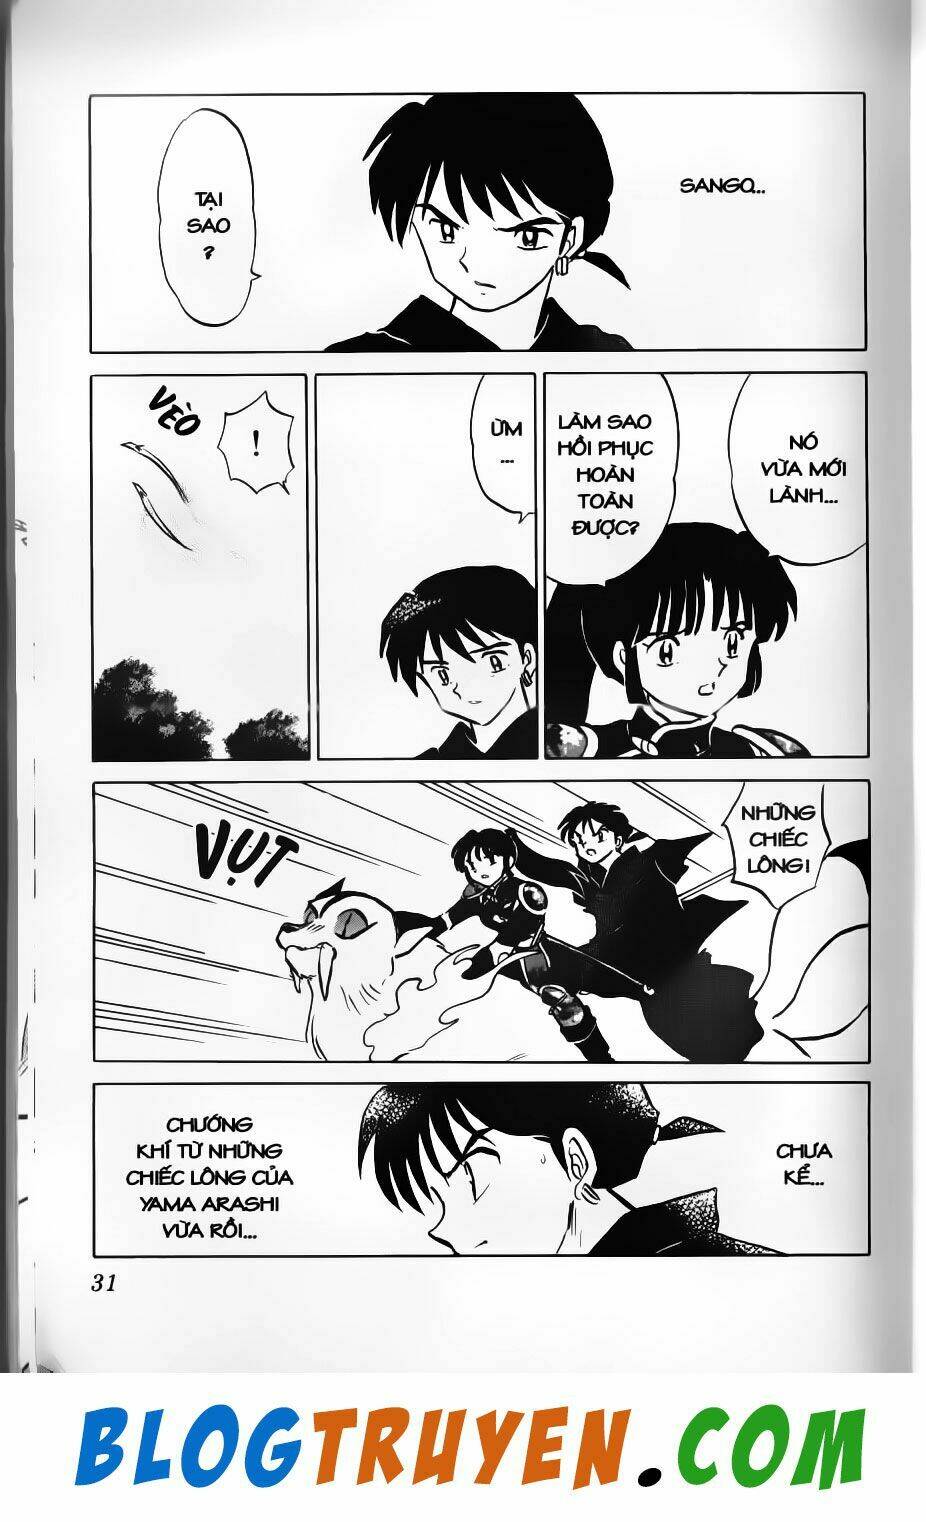 SANGO...
TẠI
SAO
?
NÓ
VỪA MỚI
LÀNH...
LÀM SAO
HỒI PHỤC
HOÀN
TOÀN
ĐƯỢC?
ỪM
...
!
VÈO
NHỮNG
CHIẾC
LÔNG!
VỤT
CHƯA
KỂ...
CHƯỚNG
KHÍ TỪ NHỮNG
CHIẾC LÔNG CỦA
YAMA ARASHI
VỪA RỒI...
31
BLOGTRUYEN.COM